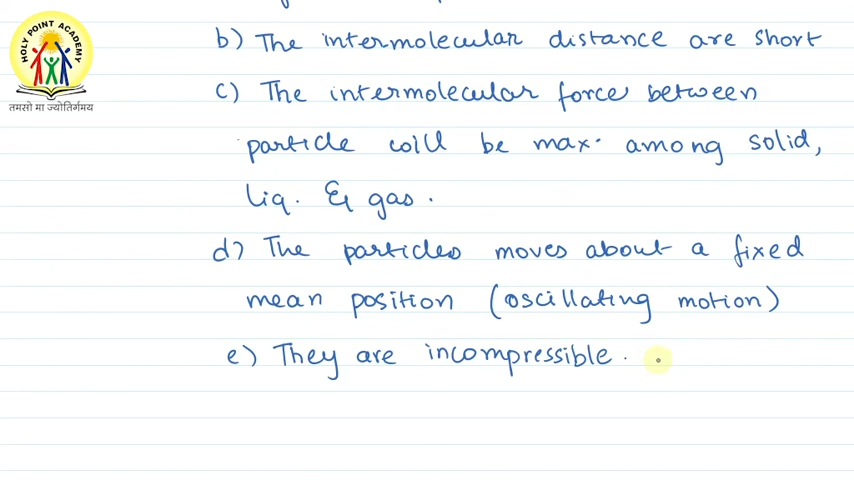 HOLY POINT ACADEMY
तमसो मा ज्योतिर्गमय
b) The intermolecular distance are short
c) The intermolecular force between
particle will be max. among solid,
liq. & gas.
d) The particles moves about a fixed
mean position (oscillating motion)
e) They are incompressible.